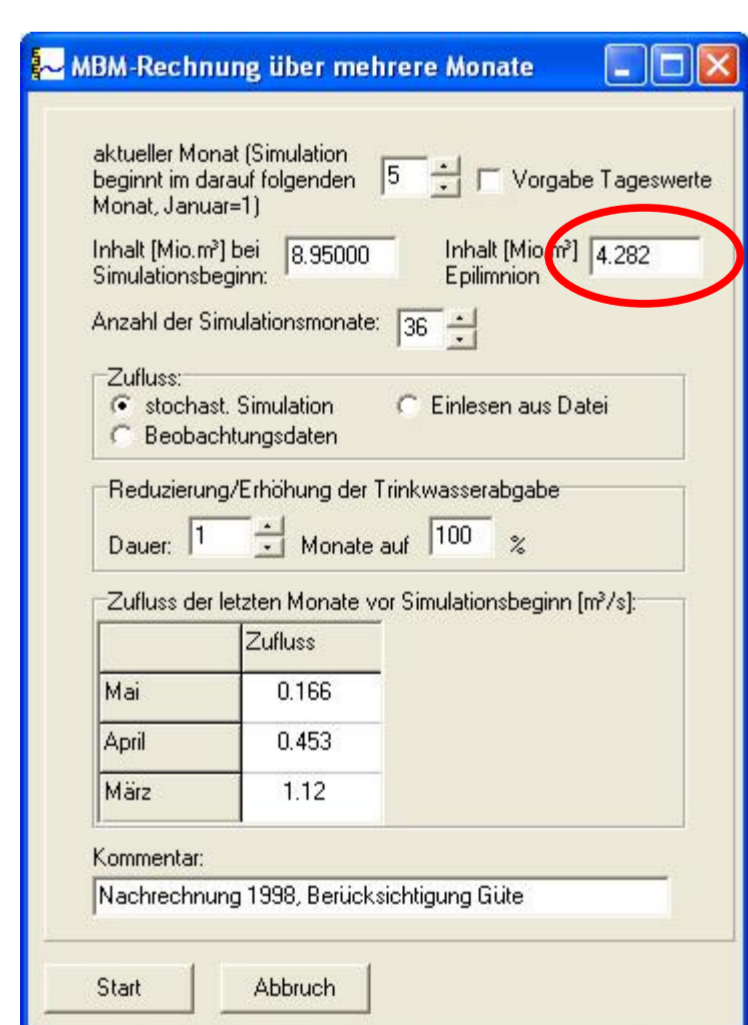 MBM-Rechnung über mehrere Monate
aktueller Monat (Simulation
beginnt im darauf folgenden
Monat, Januar=1)
5
Vorgabe Tageswerte
Inhalt [Mio.m³] bei
Simulationsbeginn:
8.95000
Inhalt [Mio.m³]
Epilimnion
4.282
Anzahl der Simulationsmonate:
36
Zufluss:
stochast. Simulation
Einlesen aus Datei
Beobachtungsdaten
Reduzierung/Erhöhung der Trinkwasserabgabe
Dauer: 1 Monate auf 100 %
Zufluss der letzten Monate vor Simulationsbeginn [m³/s]:
Zufluss
Mai 0.166
April 0.453
März 1.12
Kommentar:
Nachrechnung 1998, Berücksichtigung Güte
Start Abbruch